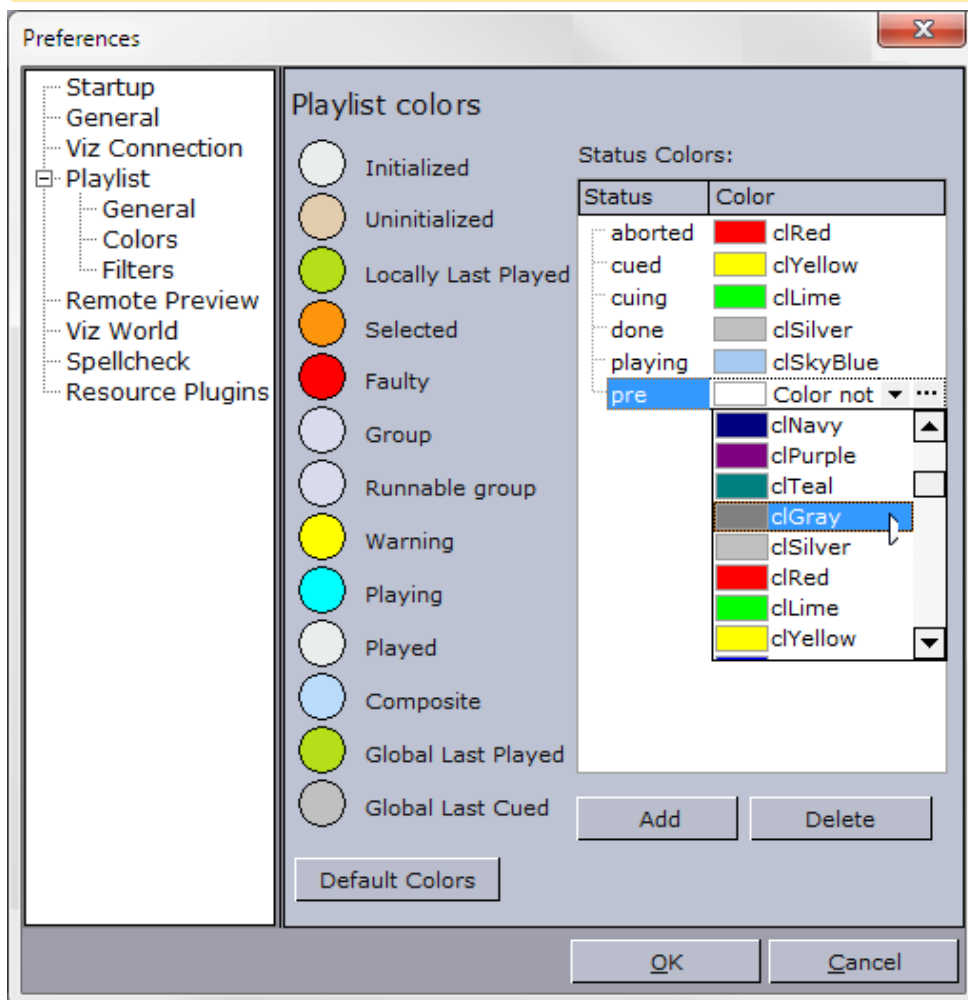 Preferences
Startup
General
Viz Connection
Playlist
General
Colors
Filters
Remote Preview
Viz World
Spellcheck
Resource Plugins
Playlist colors
Initialized
Uninitialized
Locally Last Played
Selected
Faulty
Group
Runnable group
Warning
Playing
Played
Composite
Global Last Played
Global Last Cued
Default Colors
Status Colors:
Status Color
aborted clRed
cued clYellow
cuing clLime
done clSilver
playing clSkyBlue
pre Color not ...
clNavy
clPurple
clTeal
clGray
clSilver
clRed
clLime
clYellow
Add Delete
OK Cancel